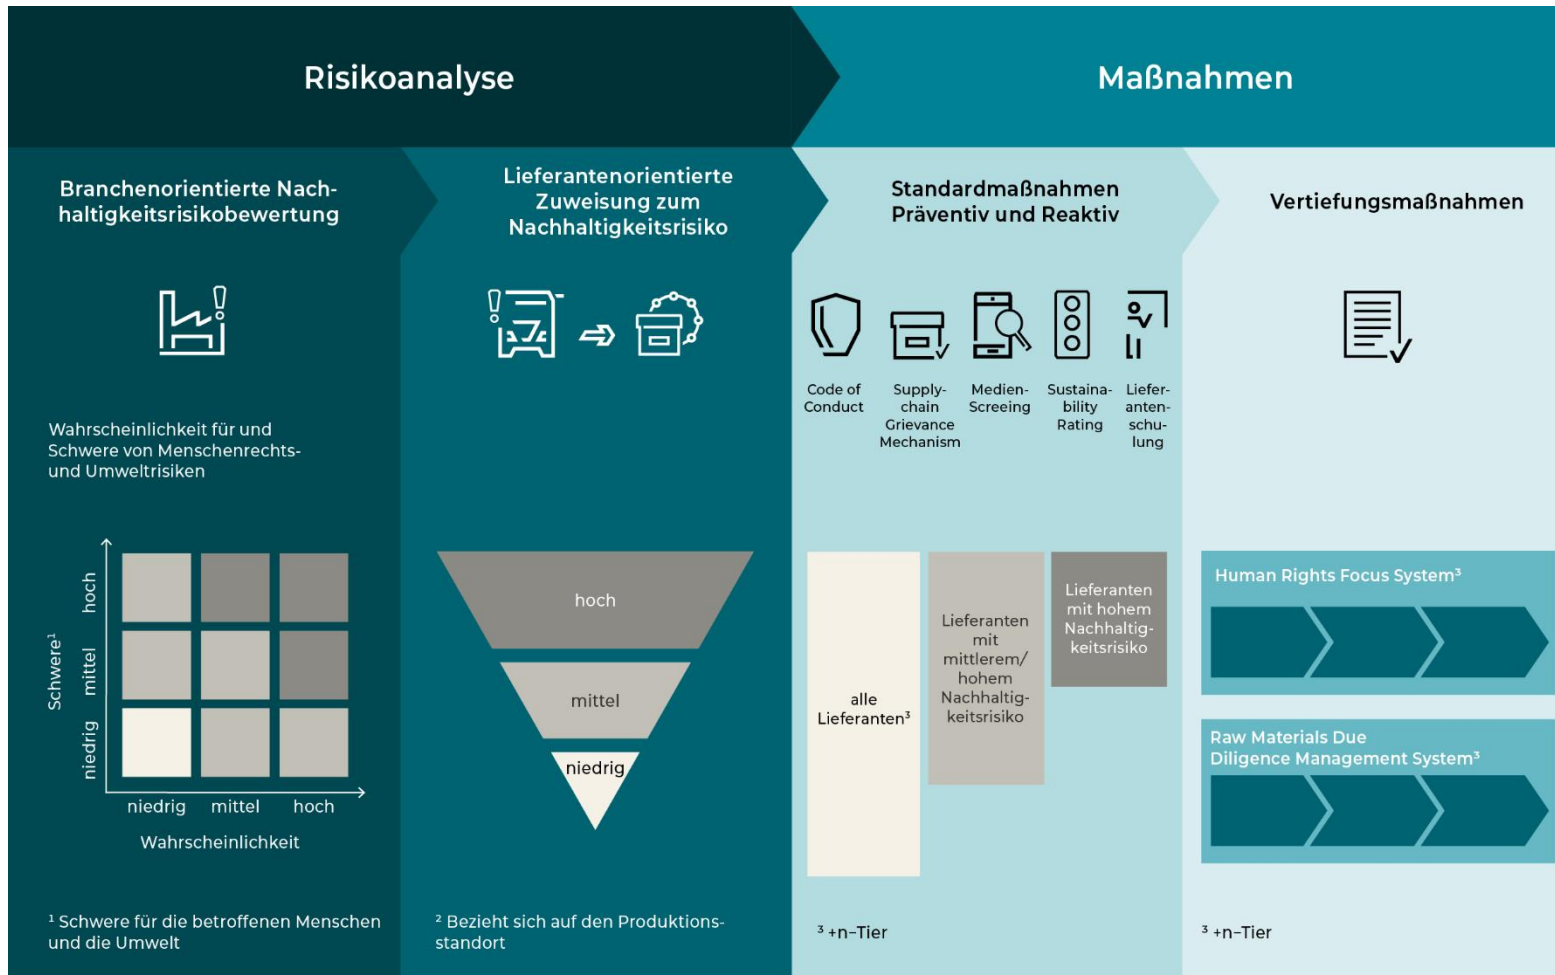 Risikoanalyse
Maßnahmen
Branchenorientierte Nach-
haltigkeitsrisikobewertung
Lieferantenorientierte
Zuweisung zum
Nachhaltigkeitsrisiko
Standardmaßnahmen
Präventiv und Reaktiv
Vertiefungsmaßnahmen
Wahrscheinlichkeit für und
Schwere von Menschenrechts-
und Umweltrisiken
Code of
Conduct
Supply-
chain
Grievance
Mechanism
Medien-
Screeing
Sustaina-
bility
Rating
Liefer-
anten-
schu-
lung
Schwere¹
hoch
mittel
niedrig
niedrig
mittel
hoch
Wahrscheinlichkeit
hoch
mittel
niedrig
alle
Lieferanten³
Lieferanten
mit
mittlerem/
hohem
Nachhaltig-
keitsrisiko
Lieferanten
mit hohem
Nachhaltig-
keitsrisiko
Human Rights Focus System³
Raw Materials Due
Diligence Management System³
¹ Schwere für die betroffenen Menschen
und die Umwelt
² Bezieht sich auf den Produktions-
standort
³ +n-Tier
³ +n-Tier